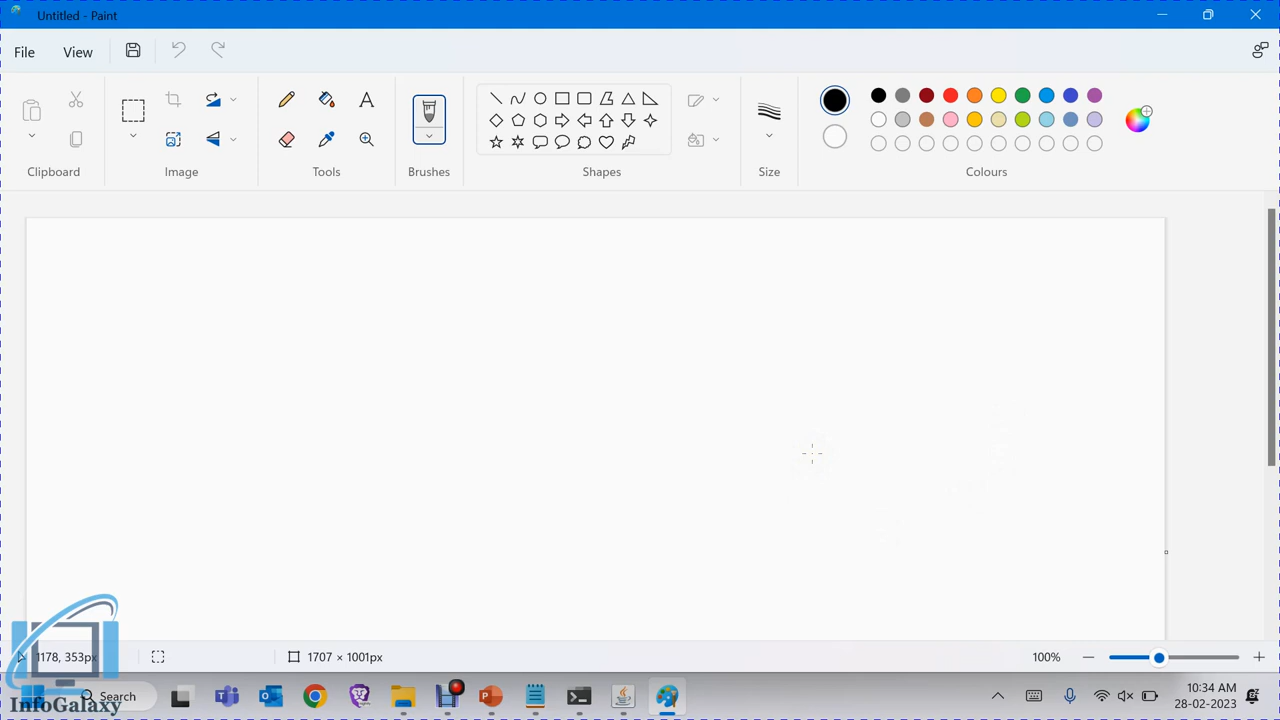 Untitled - Paint
File View
Clipboard
Image
Tools
Brushes
Shapes
Size
Colours
1178, 353px
1707 × 1001px
100%
InfoGalaxy
Search
10:34 AM
28-02-2023